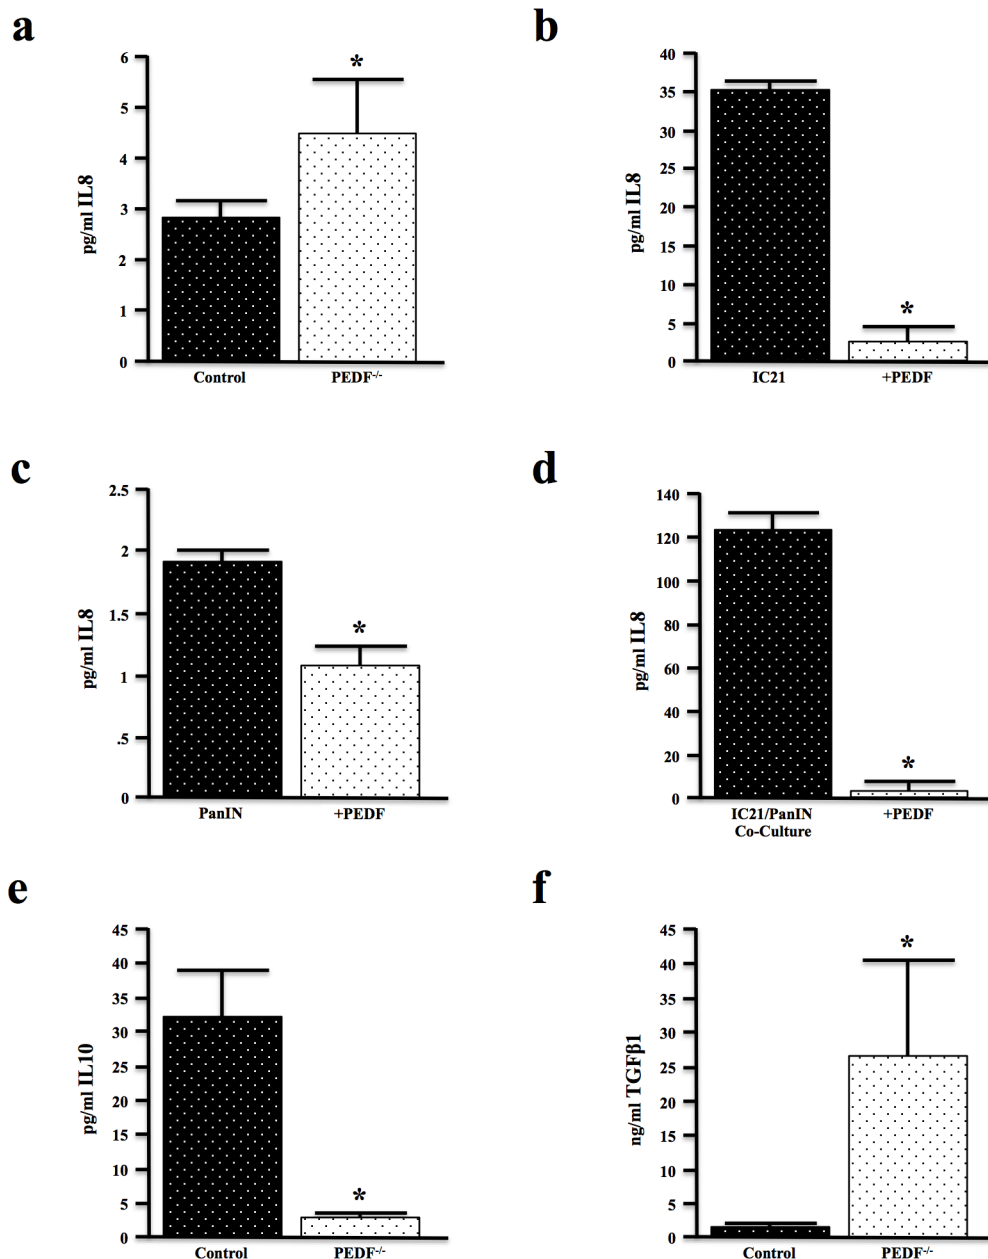 a
6
5
4
3
2
1
0
pg/ml IL8
*
Control
PEDF-/-
b
40
35
30
25
20
15
10
5
0
pg/ml IL8
*
IC21
+PEDF
c
2.5
2
1.5
1
.5
0
pg/ml IL8
*
PanIN
+PEDF
d
140
120
100
80
60
40
20
0
pg/ml IL8
*
IC21/PanIN
Co-Culture
+PEDF
e
45
40
35
30
25
20
15
10
5
0
pg/ml IL10
*
Control
PEDF-/-
f
45
40
35
30
25
20
15
10
5
0
ng/ml TGFβ1
*
Control
PEDF-/-